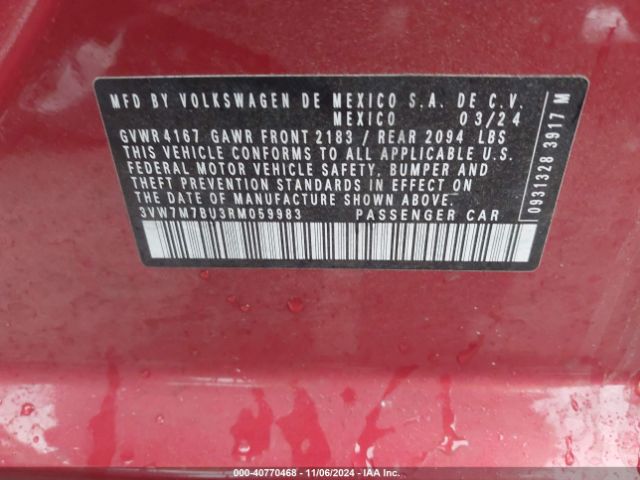 MFD BY VOLKSWAGEN DE MEXICO S.A. DE C.V.
MEXICO 03/24
GVWR 4167 GAWR FRONT 2183 / REAR 2094 LBS
THIS VEHICLE CONFORMS TO ALL APPLICABLE U.S.
FEDERAL MOTOR VEHICLE SAFETY, BUMPER AND
THEFT PREVENTION STANDARDS IN EFFECT ON
THE DATE OF MANUFACTURE SHOWN ABOVE.
3VW7M7BU3RM059983 PASSENGER CAR
0931328 3917 M
000-40770468 - 11/06/2024 - IAAI.CA